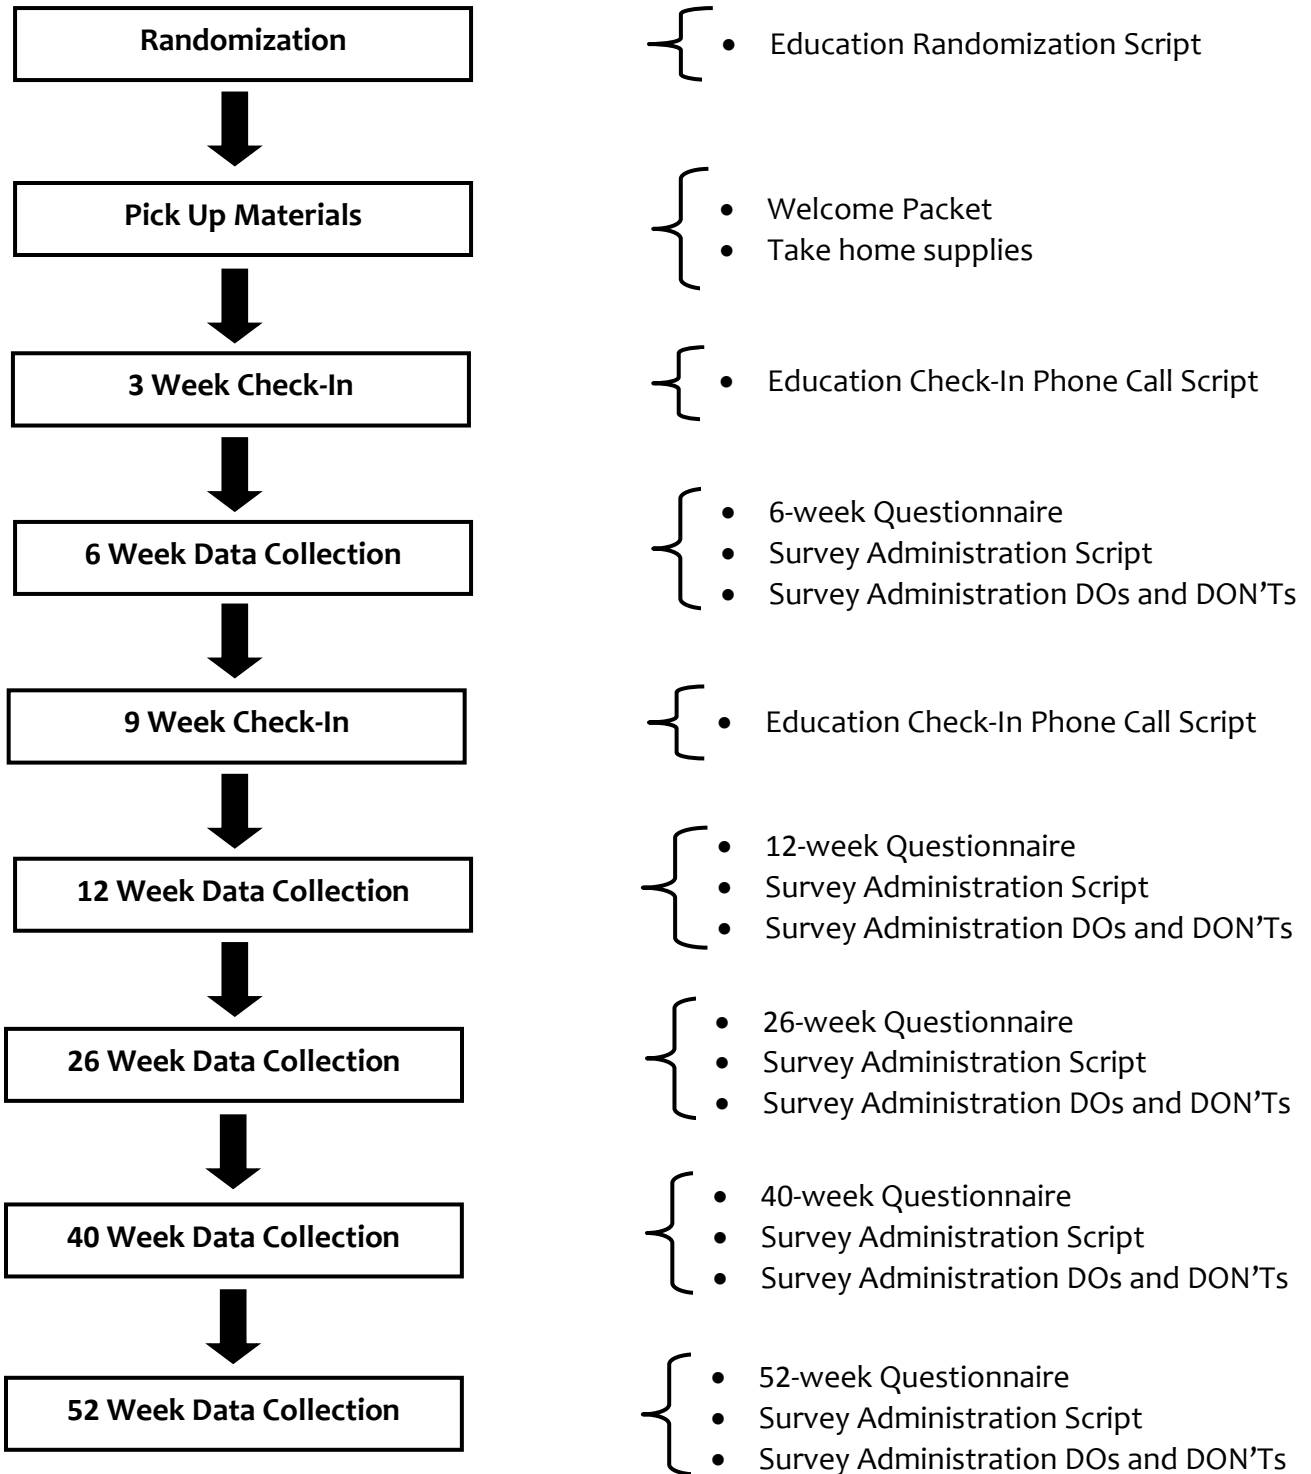 Randomization
• Education Randomization Script
Pick Up Materials
• Welcome Packet
• Take home supplies
3 Week Check-In
• Education Check-In Phone Call Script
6 Week Data Collection
• 6-week Questionnaire
• Survey Administration Script
• Survey Administration DOs and DON’Ts
9 Week Check-In
• Education Check-In Phone Call Script
12 Week Data Collection
• 12-week Questionnaire
• Survey Administration Script
• Survey Administration DOs and DON’Ts
26 Week Data Collection
• 26-week Questionnaire
• Survey Administration Script
• Survey Administration DOs and DON’Ts
40 Week Data Collection
• 40-week Questionnaire
• Survey Administration Script
• Survey Administration DOs and DON’Ts
52 Week Data Collection
• 52-week Questionnaire
• Survey Administration Script
• Survey Administration DOs and DON’Ts